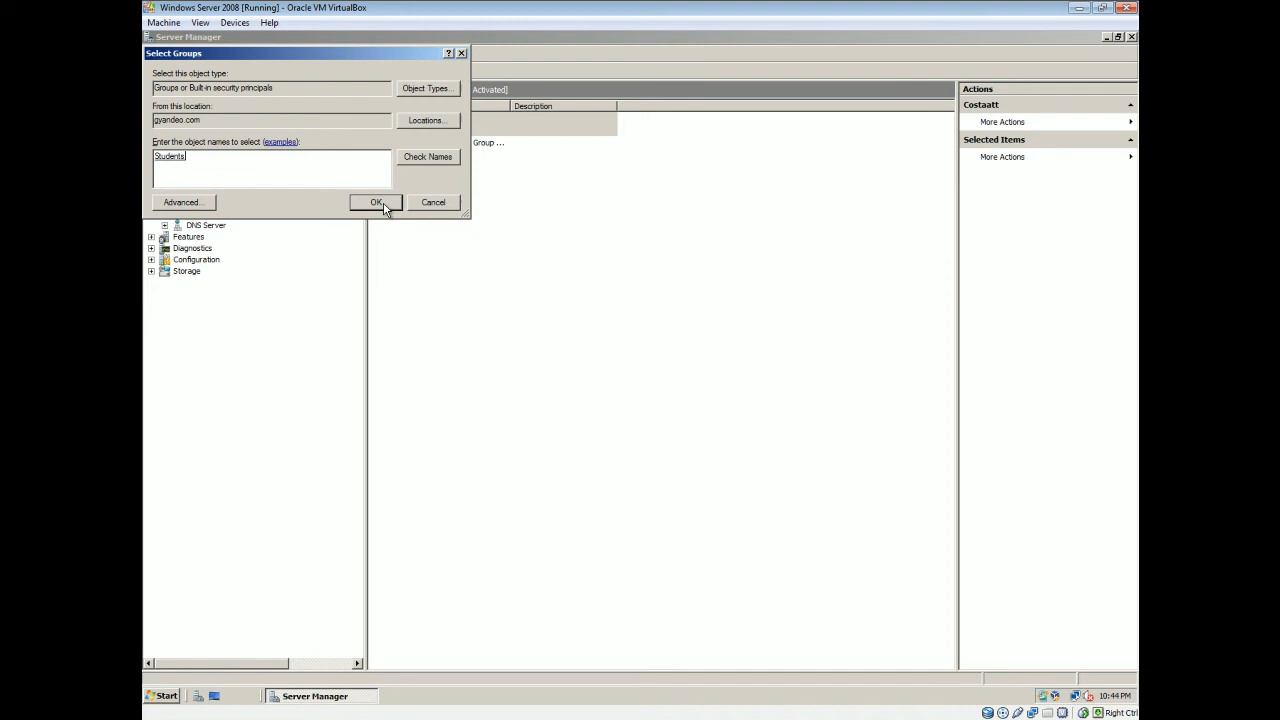 Windows Server 2008 [Running] - Oracle VM VirtualBox
Machine View Devices Help
Server Manager
Select Groups
Select this object type:
Groups or Built-in security principals
Object Types...
From this location:
gyandeo.com
Locations...
Enter the object names to select (examples):
Students
Check Names
Advanced...
OK
Cancel
DNS Server
Features
Diagnostics
Configuration
Storage
Activated]
Description
Group ...
Actions
Costaatt
More Actions
Selected Items
More Actions
Start
Server Manager
10:44 PM
Right Ctrl